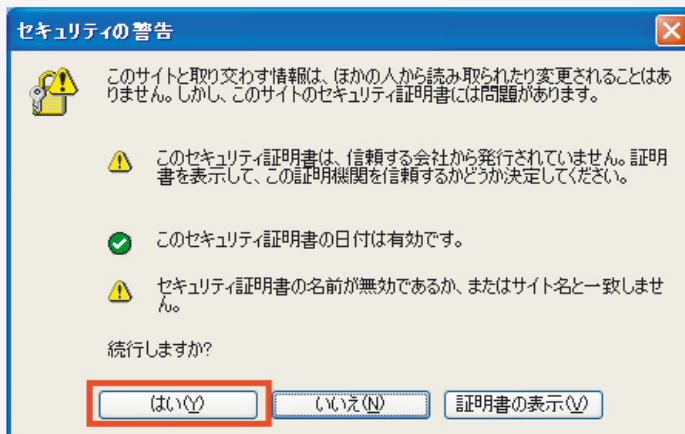 セキュリティの警告
このサイトと取り交わす情報は、ほかの人から読み取られたり変更されることはあ
りません。しかし、このサイトのセキュリティ証明書には問題があります。
このセキュリティ証明書は、信頼する会社から発行されていません。証明
書を表示して、この証明機関を信頼するかどうか決定してください。
このセキュリティ証明書の日付は有効です。
セキュリティ証明書の名前が無効であるか、またはサイト名と一致しませ
ん。
続行しますか?
はい(Y) いいえ(N) 証明書の表示(V)